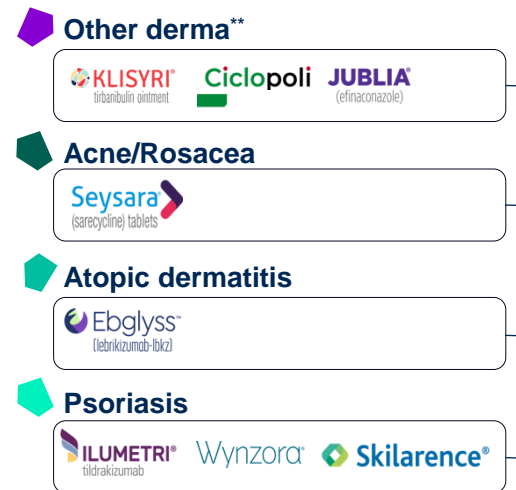 Other derma**
KLISYRI® Ciclopoli JUBLIA®
tirbanibulin ointment (efinaconazole)
Acne/Rosacea
Seysara®
(sarecycline) tablets
Atopic dermatitis
Ebglyss™
(lebrikizumab-lbkz)
Psoriasis
ILUMETRI® Wynzora® Skilarence®
tildrakizumab